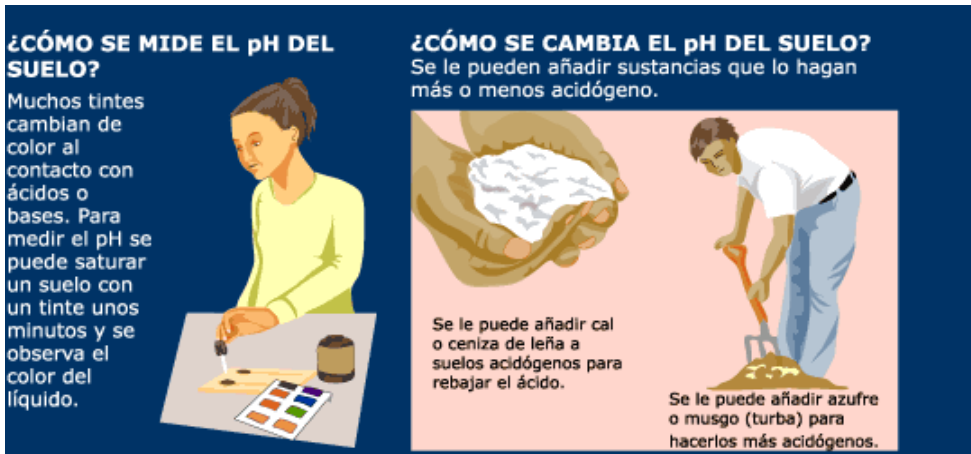 ¿CÓMO SE MIDE EL pH DEL
SUELO?
Muchos tintes
cambian de
color al
contacto con
ácidos o
bases. Para
medir el pH se
puede saturar
un suelo con
un tinte unos
minutos y se
observa el
color del
líquido.
¿CÓMO SE CAMBIA EL pH DEL SUELO?
Se le pueden añadir sustancias que lo hagan
más o menos acidógeno.
Se le puede añadir cal
o ceniza de leña a
suelos acidógenos para
rebajar el ácido.
Se le puede añadir azufre
o musgo (turba) para
hacerlos más acidógenos.